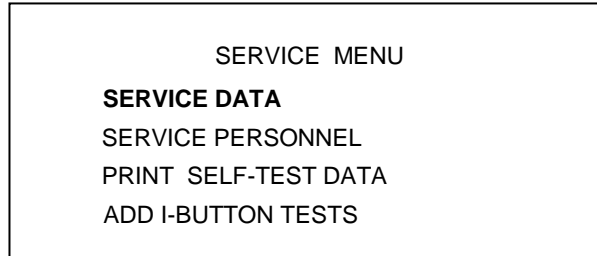 SERVICE MENU
SERVICE DATA
SERVICE PERSONNEL
PRINT SELF-TEST DATA
ADD I-BUTTON TESTS